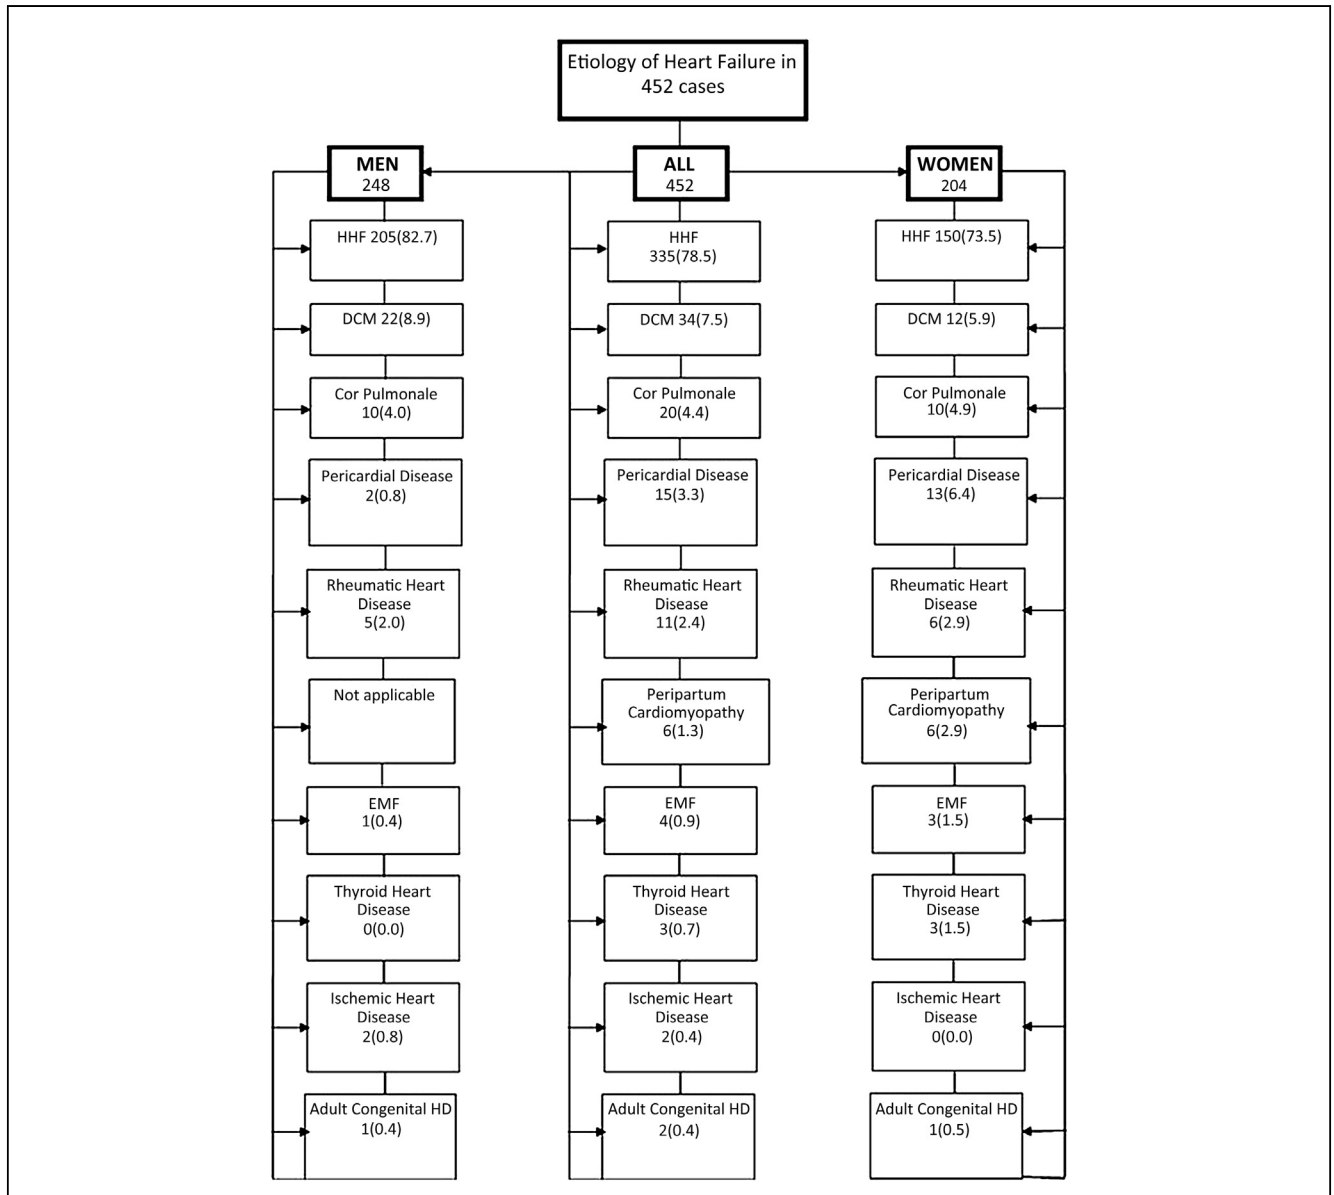 Etiology of Heart Failure in
452 cases
MEN
248
ALL
452
WOMEN
204
HHF 205(82.7)
HHF
335(78.5)
HHF 150(73.5)
DCM 22(8.9)
DCM 34(7.5)
DCM 12(5.9)
Cor Pulmonale
10(4.0)
Cor Pulmonale
20(4.4)
Cor Pulmonale
10(4.9)
Pericardial Disease
2(0.8)
Pericardial Disease
15(3.3)
Pericardial Disease
13(6.4)
Rheumatic Heart
Disease
5(2.0)
Rheumatic Heart
Disease
11(2.4)
Rheumatic Heart
Disease
6(2.9)
Not applicable
Peripartum
Cardiomyopathy
6(1.3)
Peripartum
Cardiomyopathy
6(2.9)
EMF
1(0.4)
EMF
4(0.9)
EMF
3(1.5)
Thyroid Heart
Disease
0(0.0)
Thyroid Heart
Disease
3(0.7)
Thyroid Heart
Disease
3(1.5)
Ischemic Heart
Disease
2(0.8)
Ischemic Heart
Disease
2(0.4)
Ischemic Heart
Disease
0(0.0)
Adult Congenital HD
1(0.4)
Adult Congenital HD
2(0.4)
Adult Congenital HD
1(0.5)